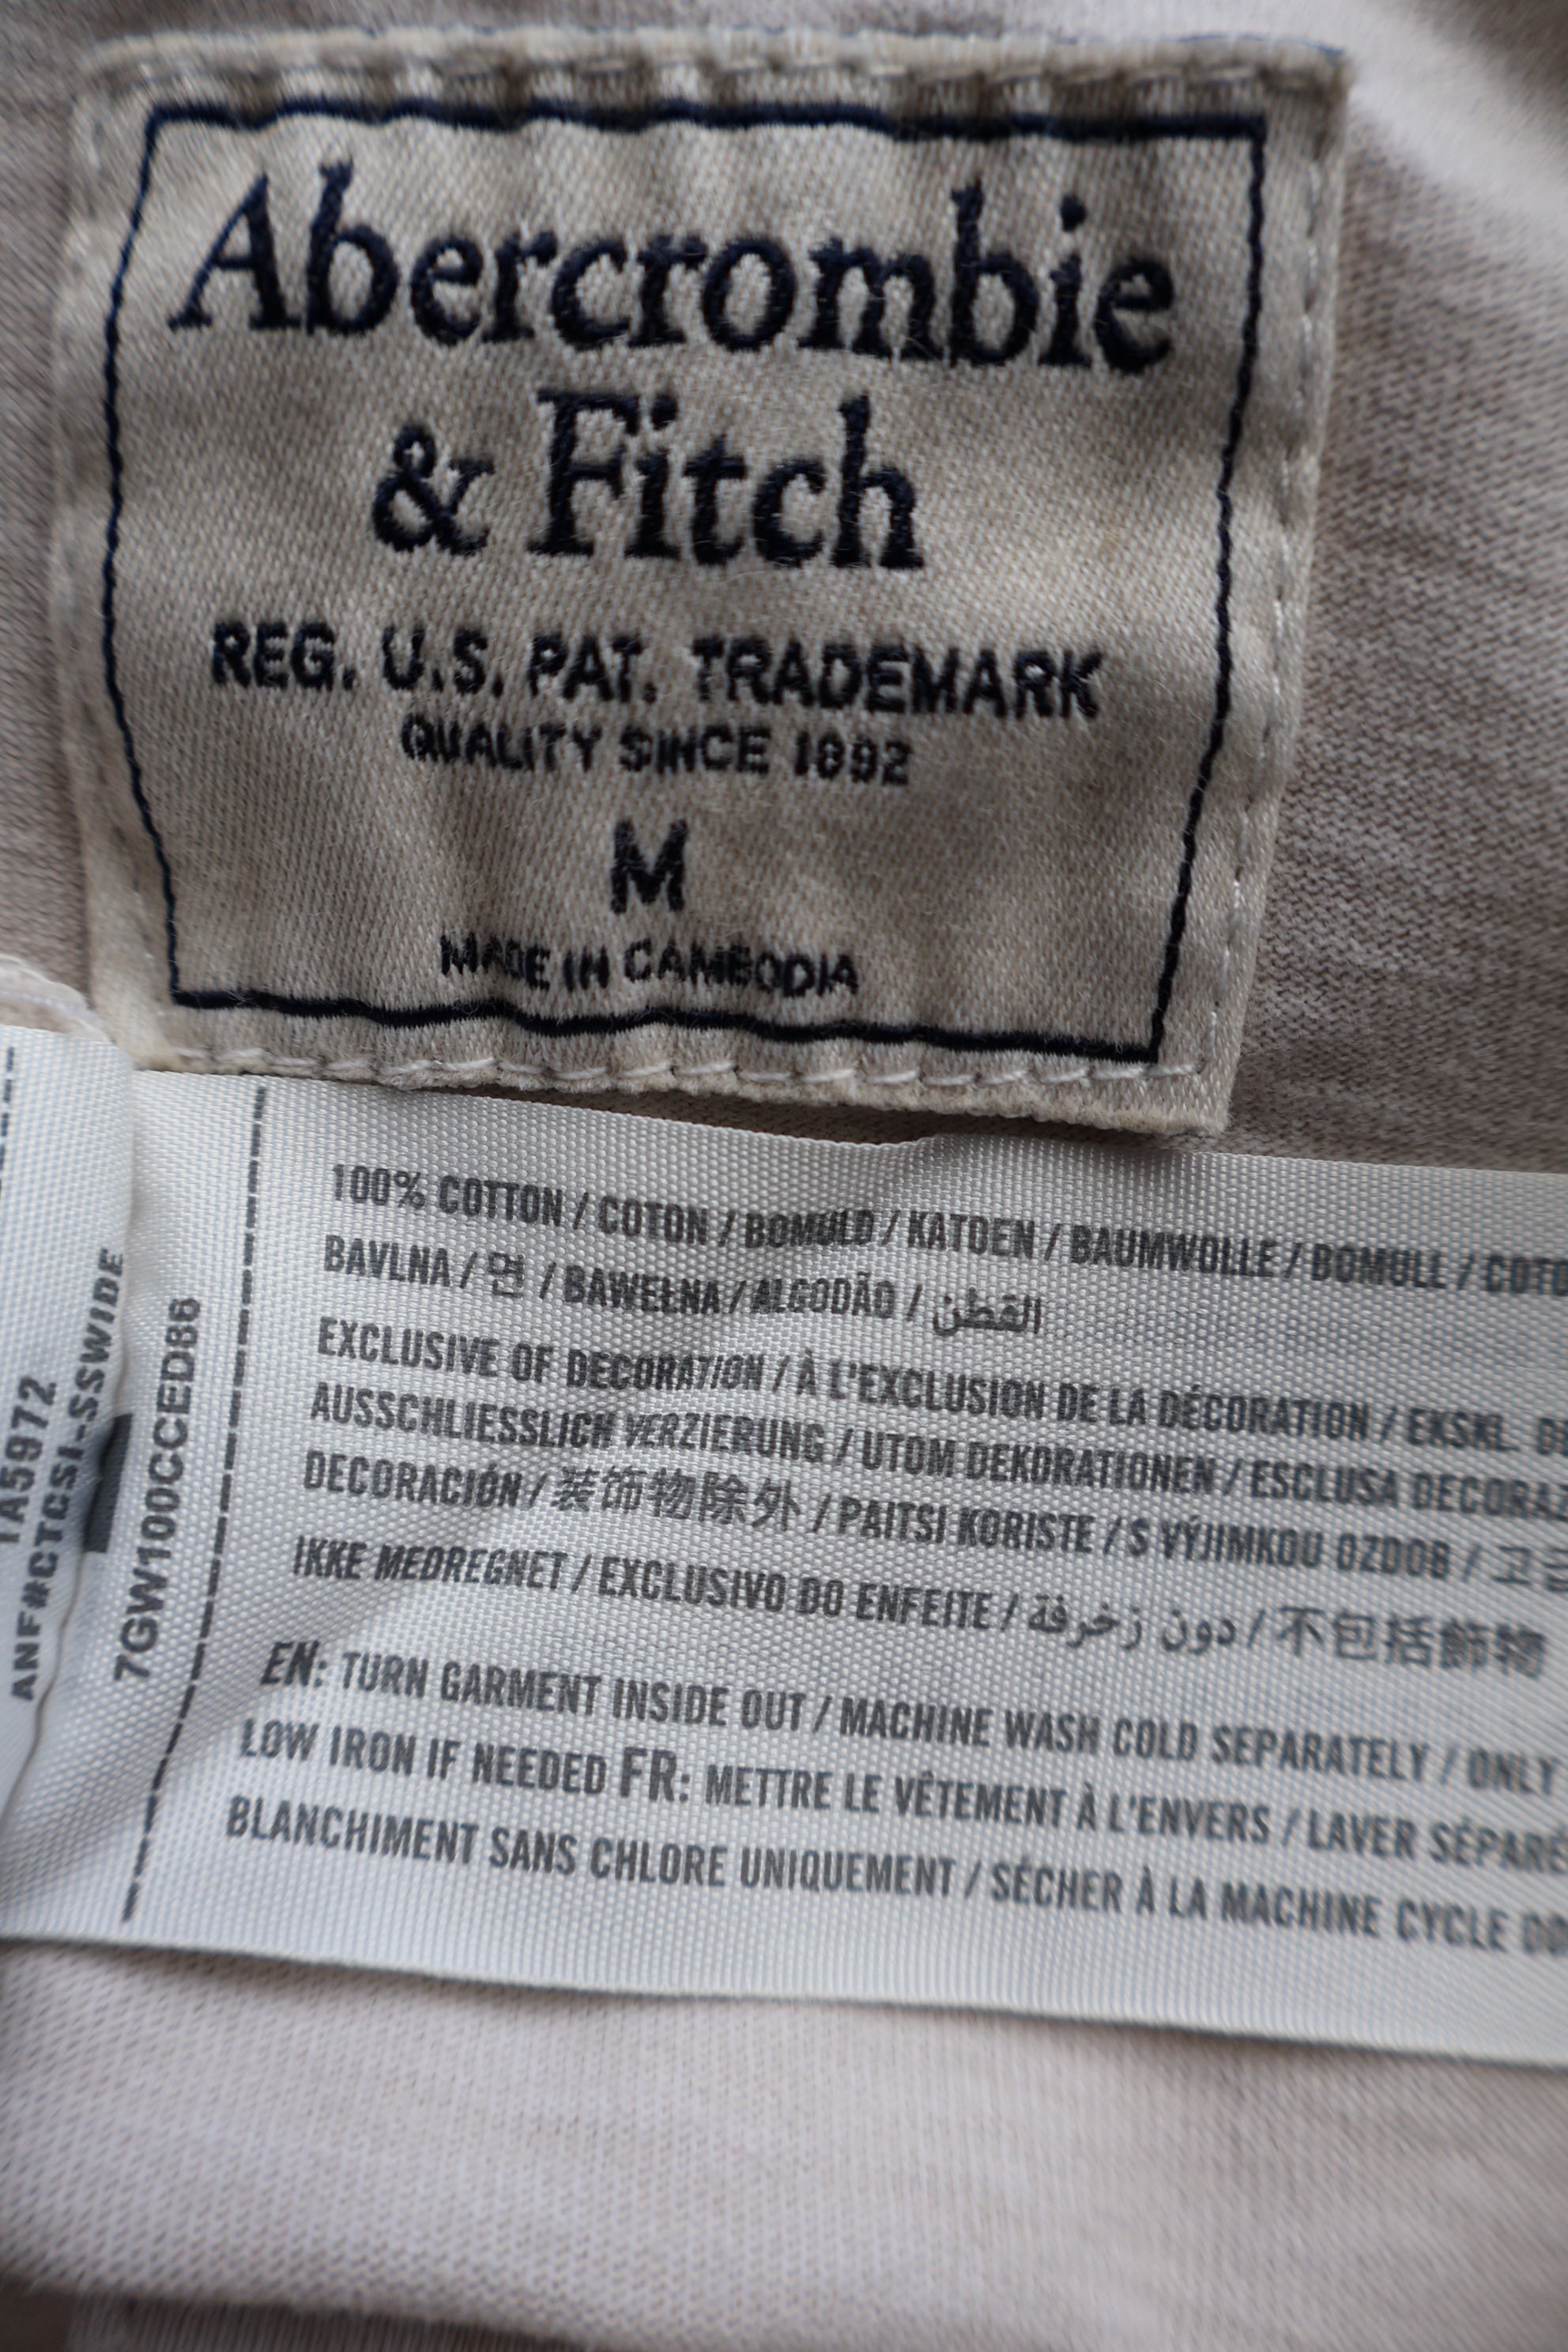 Abercrombie
& Fitch
REG. U.S. PAT. TRADEMARK
QUALITY SINCE 1892
M
MADE IN CAMBODIA
100% COTTON / COTON / BOMULD / KATOEN / BAUMWOLLE / BOMULL /
BAVLNA / 면 / BAWEŁNA / ALGODÃO / القطن
EXCLUSIVE OF DECORATION / À L'EXCLUSION DE LA DÉCORATION / EKSKL.
AUSSCHLIESSLICH VERZIERUNG / UTOM DEKORATIONEN / ESCLUSA
DECORACIÓN / 装饰物除外 / PAITSI KORISTE / S VÝJIMKOU OZDOB /
IKKE MEDREGNET / EXCLUSIVO DO ENFEITE / دون زخرفة / 不包括飾物
EN: TURN GARMENT INSIDE OUT / MACHINE WASH COLD SEPARATELY / ONLY
LOW IRON IF NEEDED FR: METTRE LE VÊTEMENT À L'ENVERS / LAVER
BLANCHIMENT SANS CHLORE UNIQUEMENT / SÉCHER À LA MACHINE CYCLE
TA5972
ANF#CTCSI-SSWIDE
7GW100CCED86